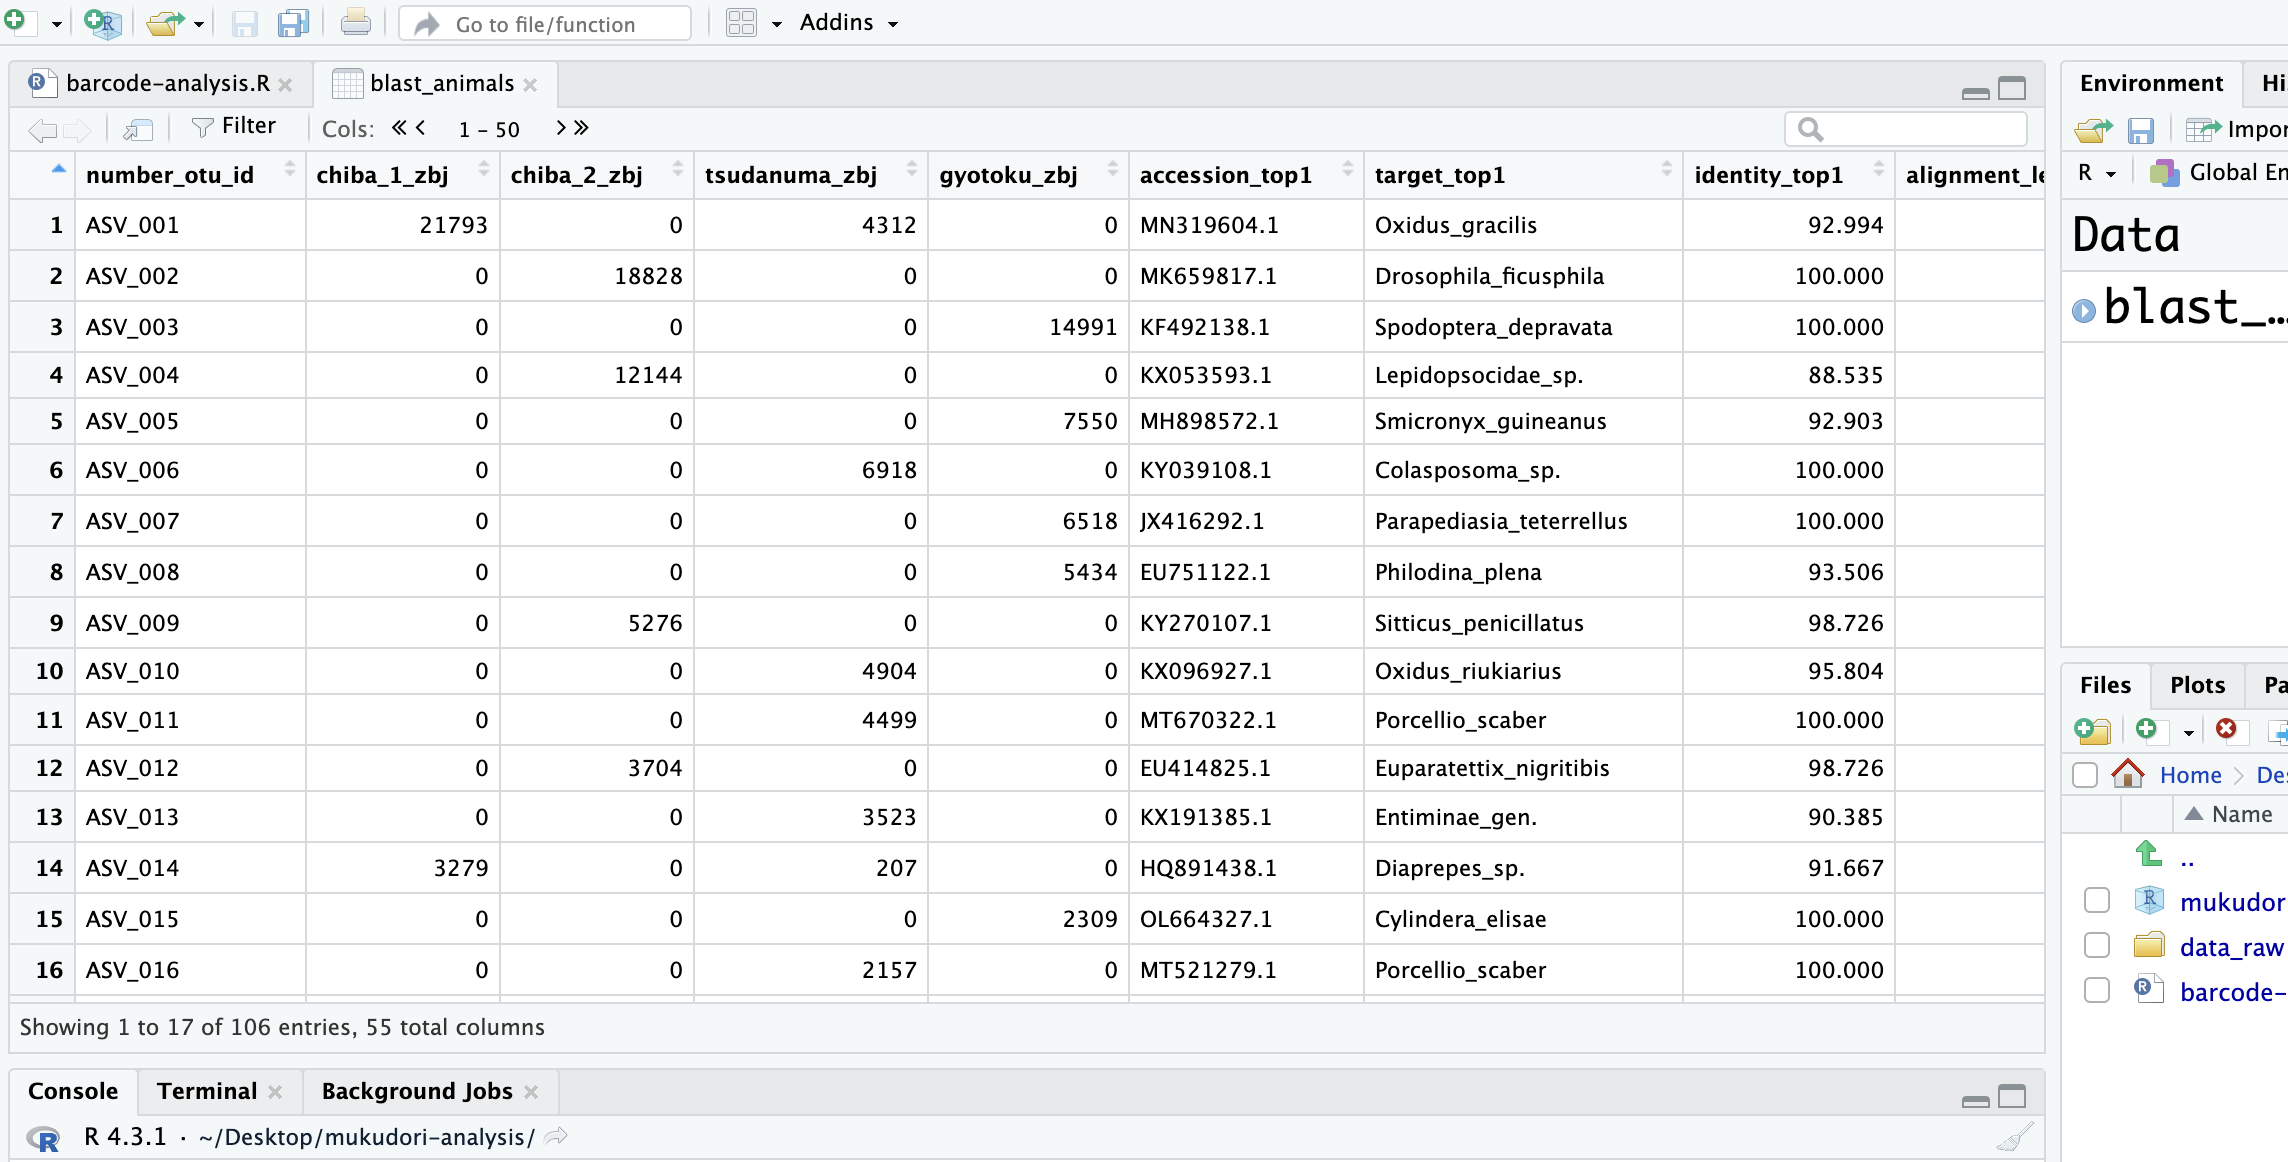 Go to file/function Addins
barcode-analysis.R blast_animals
Filter Cols: 1 - 50
number_otu_id chiba_1_zbj chiba_2_zbj tsudanuma_zbj gyotoku_zbj accession_top1 target_top1 identity_top1 alignment_le
1 ASV_001 21793 0 4312 0 MN319604.1 Oxidus_gracilis 92.994
2 ASV_002 0 18828 0 0 MK659817.1 Drosophila_ficusphila 100.000
3 ASV_003 0 0 0 14991 KF492138.1 Spodoptera_depravata 100.000
4 ASV_004 0 12144 0 0 KX053593.1 Lepidopsocidae_sp. 88.535
5 ASV_005 0 0 0 7550 MH898572.1 Smicronyx_guineanus 92.903
6 ASV_006 0 0 6918 0 KY039108.1 Colasposoma_sp. 100.000
7 ASV_007 0 0 0 6518 JX416292.1 Parapediasia_teterrellus 100.000
8 ASV_008 0 0 0 5434 EU751122.1 Philodina_plena 93.506
9 ASV_009 0 5276 0 0 KY270107.1 Sitticus_penicillatus 98.726
10 ASV_010 0 0 4904 0 KX096927.1 Oxidus_riukiarius 95.804
11 ASV_011 0 0 4499 0 MT670322.1 Porcellio_scaber 100.000
12 ASV_012 0 3704 0 0 EU414825.1 Euparatettix_nigritibis 98.726
13 ASV_013 0 0 3523 0 KX191385.1 Entiminae_gen. 90.385
14 ASV_014 3279 0 207 0 HQ891438.1 Diaprepes_sp. 91.667
15 ASV_015 0 0 0 2309 OL664327.1 Cylindera_elisae 100.000
16 ASV_016 0 0 2157 0 MT521279.1 Porcellio_scaber 100.000
Showing 1 to 17 of 106 entries, 55 total columns
Console Terminal Background Jobs
R 4.3.1 · ~/Desktop/mukudori-analysis/
Environment Hi
Impor
R Global En
Data
blast_…
Files Plots Pa
Home De
Name
..
mukudori
data_raw
barcode-